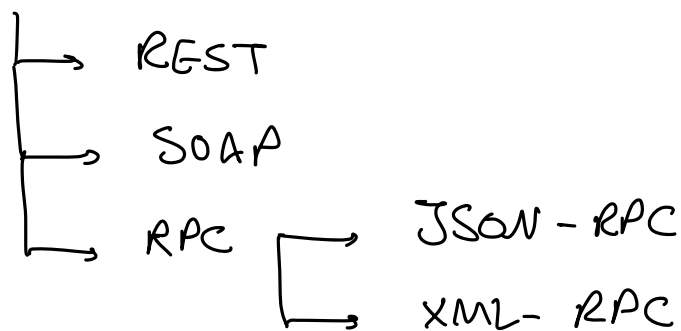 REST
SOAP
RPC
JSON - RPC
XML - RPC